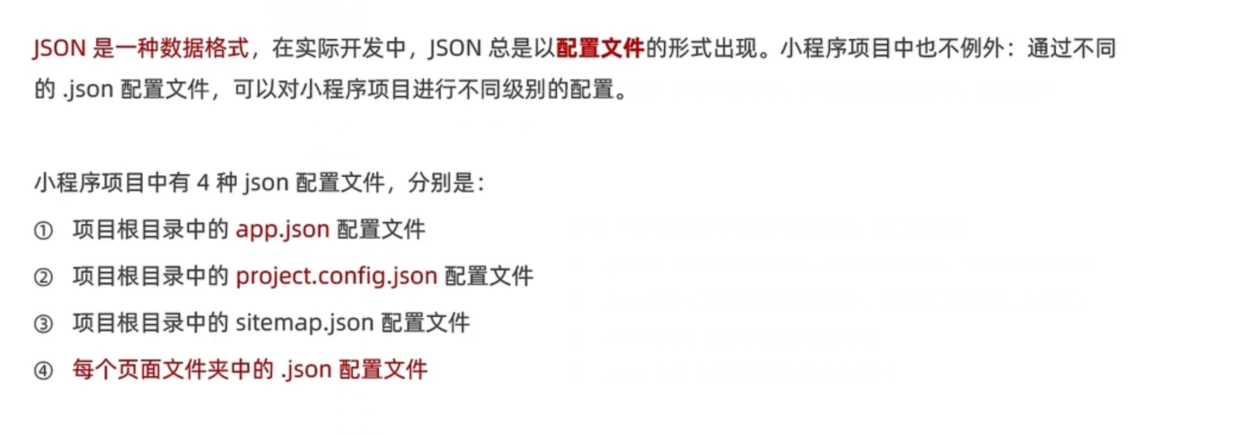 JSON 是一种数据格式，在实际开发中，JSON 总是以配置文件的形式出现。小程序项目中也不例外：通过不同
的 .json 配置文件，可以对小程序项目进行不同级别的配置。
小程序项目中有 4 种 json 配置文件，分别是：
① 项目根目录中的 app.json 配置文件
② 项目根目录中的 project.config.json 配置文件
③ 项目根目录中的 sitemap.json 配置文件
④ 每个页面文件夹中的 .json 配置文件